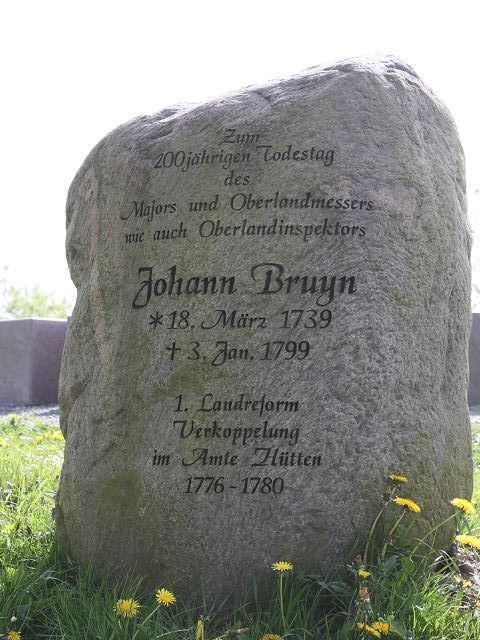 Zum
200jährigen Todestag
des
Majors und Oberlandmessers
wie auch Oberlandinspektors
Johann Bruyn
*18. März 1739
† 3. Jan. 1799
1. Landreform
Verkoppelung
im Amte Hütten
1776-1780